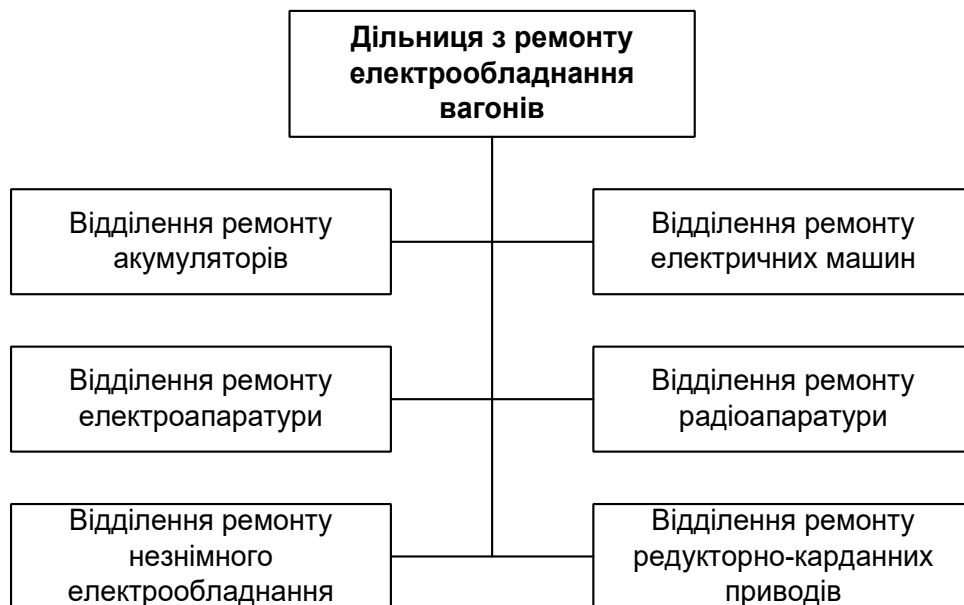 Дільниця з ремонту
електрообладнання
вагонів
Відділення ремонту
акумуляторів
Відділення ремонту
електричних машин
Відділення ремонту
електроапаратури
Відділення ремонту
радіоапаратури
Відділення ремонту
незнімного
електрообладнання
Відділення ремонту
редукторно-карданних
приводів